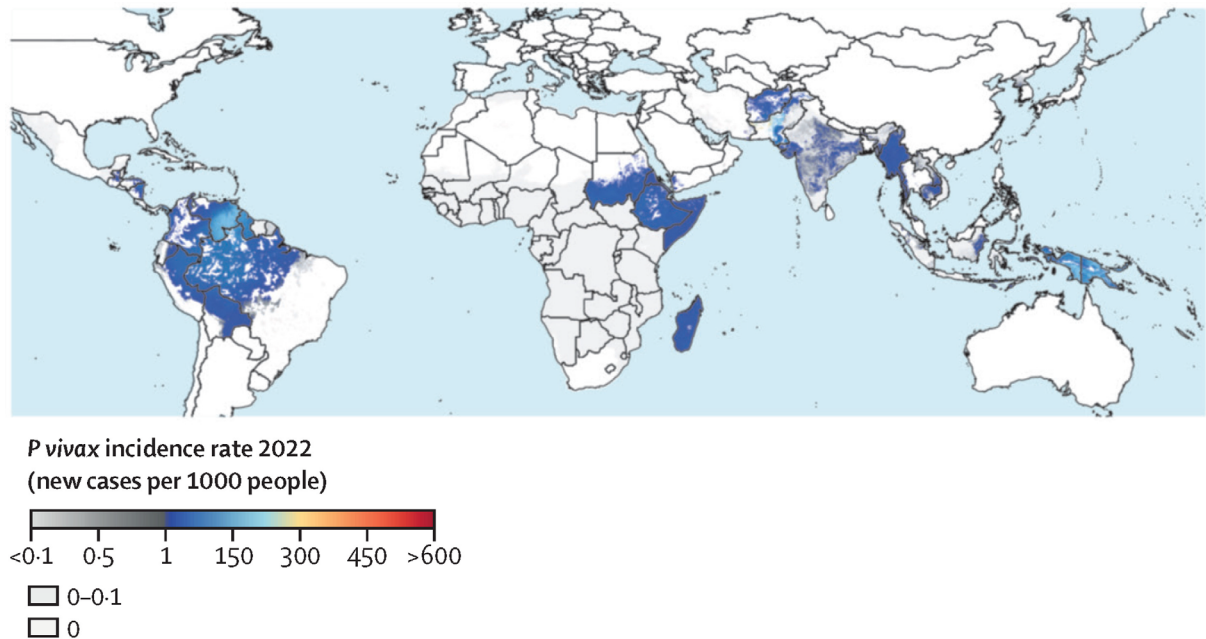 P vivax incidence rate 2022
(new cases per 1000 people)
<0·1 0·5 1 150 300 450 >600
0–0·1
0